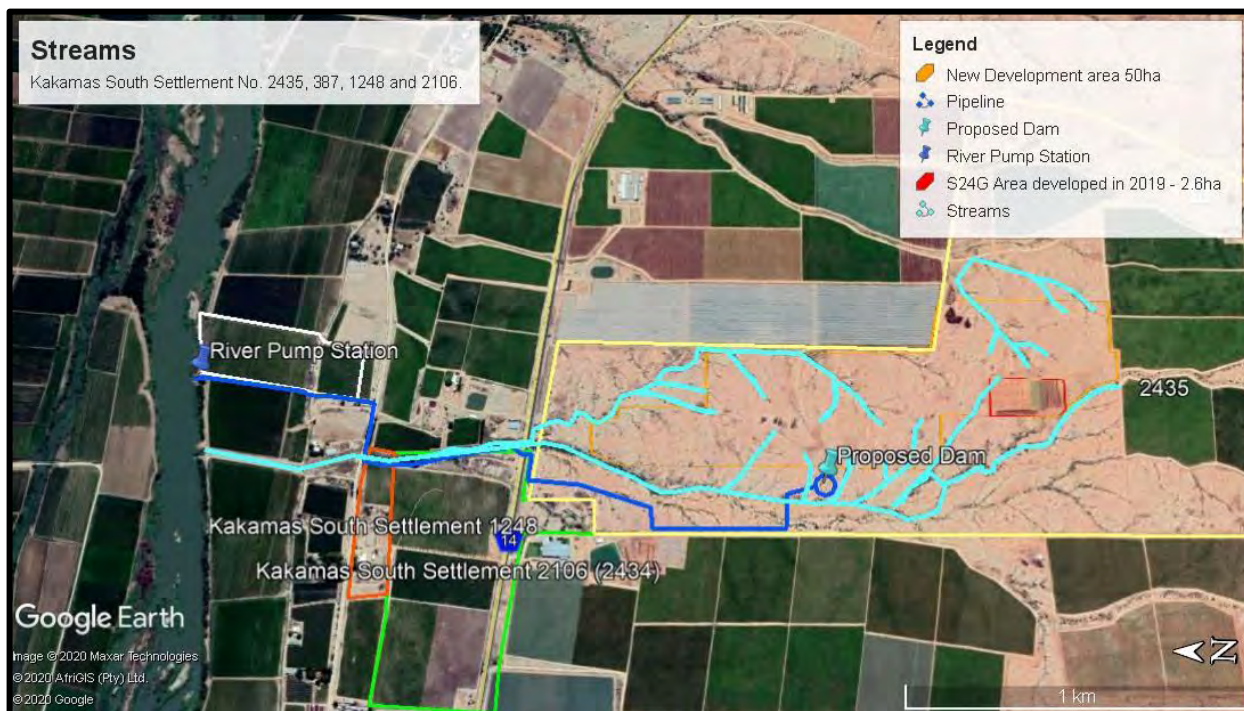 Streams
Kakamas South Settlement No. 2435, 387, 1248 and 2106.
Legend
New Development area 50ha
Pipeline
Proposed Dam
River Pump Station
S24G Area developed in 2019 - 2.6ha
Streams
River Pump Station
2435
Proposed Dam
Kakamas South Settlement 1248
14
Kakamas South Settlement 2106 (2434)
Google Earth
Image © 2020 Maxar Technologies
© 2020 AfriGIS (Pty) Ltd.
© 2020 Google
N
1 km